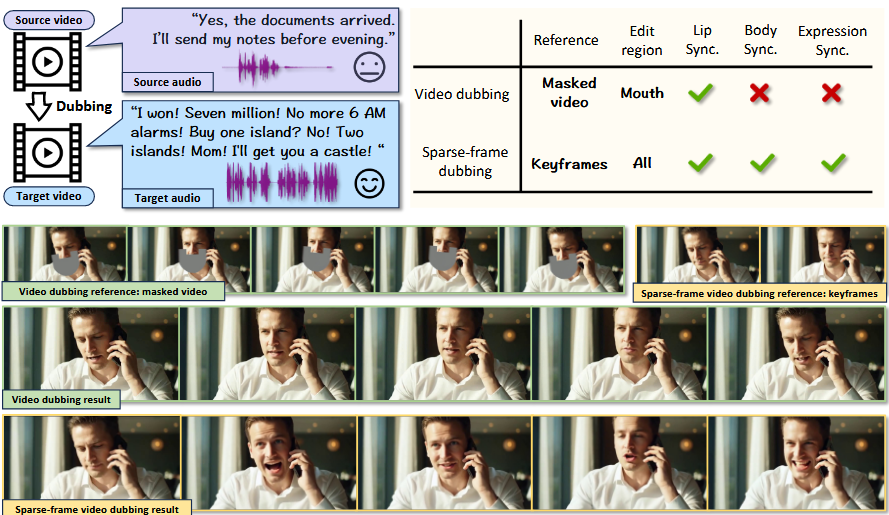 Source video
"Yes, the documents arrived.
I'll send my notes before evening."
Source audio
Dubbing
"I won! Seven million! No more 6 AM
alarms! Buy one island? No! Two
islands! Mom! I'll get you a castle! "
Target audio
Target video
Reference
Edit
region
Lip
Sync.
Body
Sync.
Expression
Sync.
Video dubbing
Masked
video
Mouth
Sparse-frame
dubbing
Keyframes
All
Video dubbing reference: masked video
Sparse-frame video dubbing reference: keyframes
Video dubbing result
Sparse-frame video dubbing result